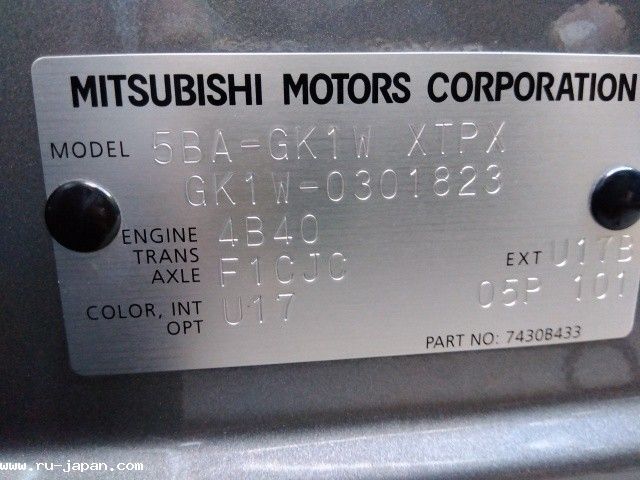 MITSUBISHI MOTORS CORPORATION
MODEL 5BA-GK1W XTPX
GK1W-0301823
ENGINE 4B40
TRANS AXLE F1CJC EXT U17B
COLOR, INT OPT U17 05P 101
PART NO: 7430B433
www.ru-japan.com